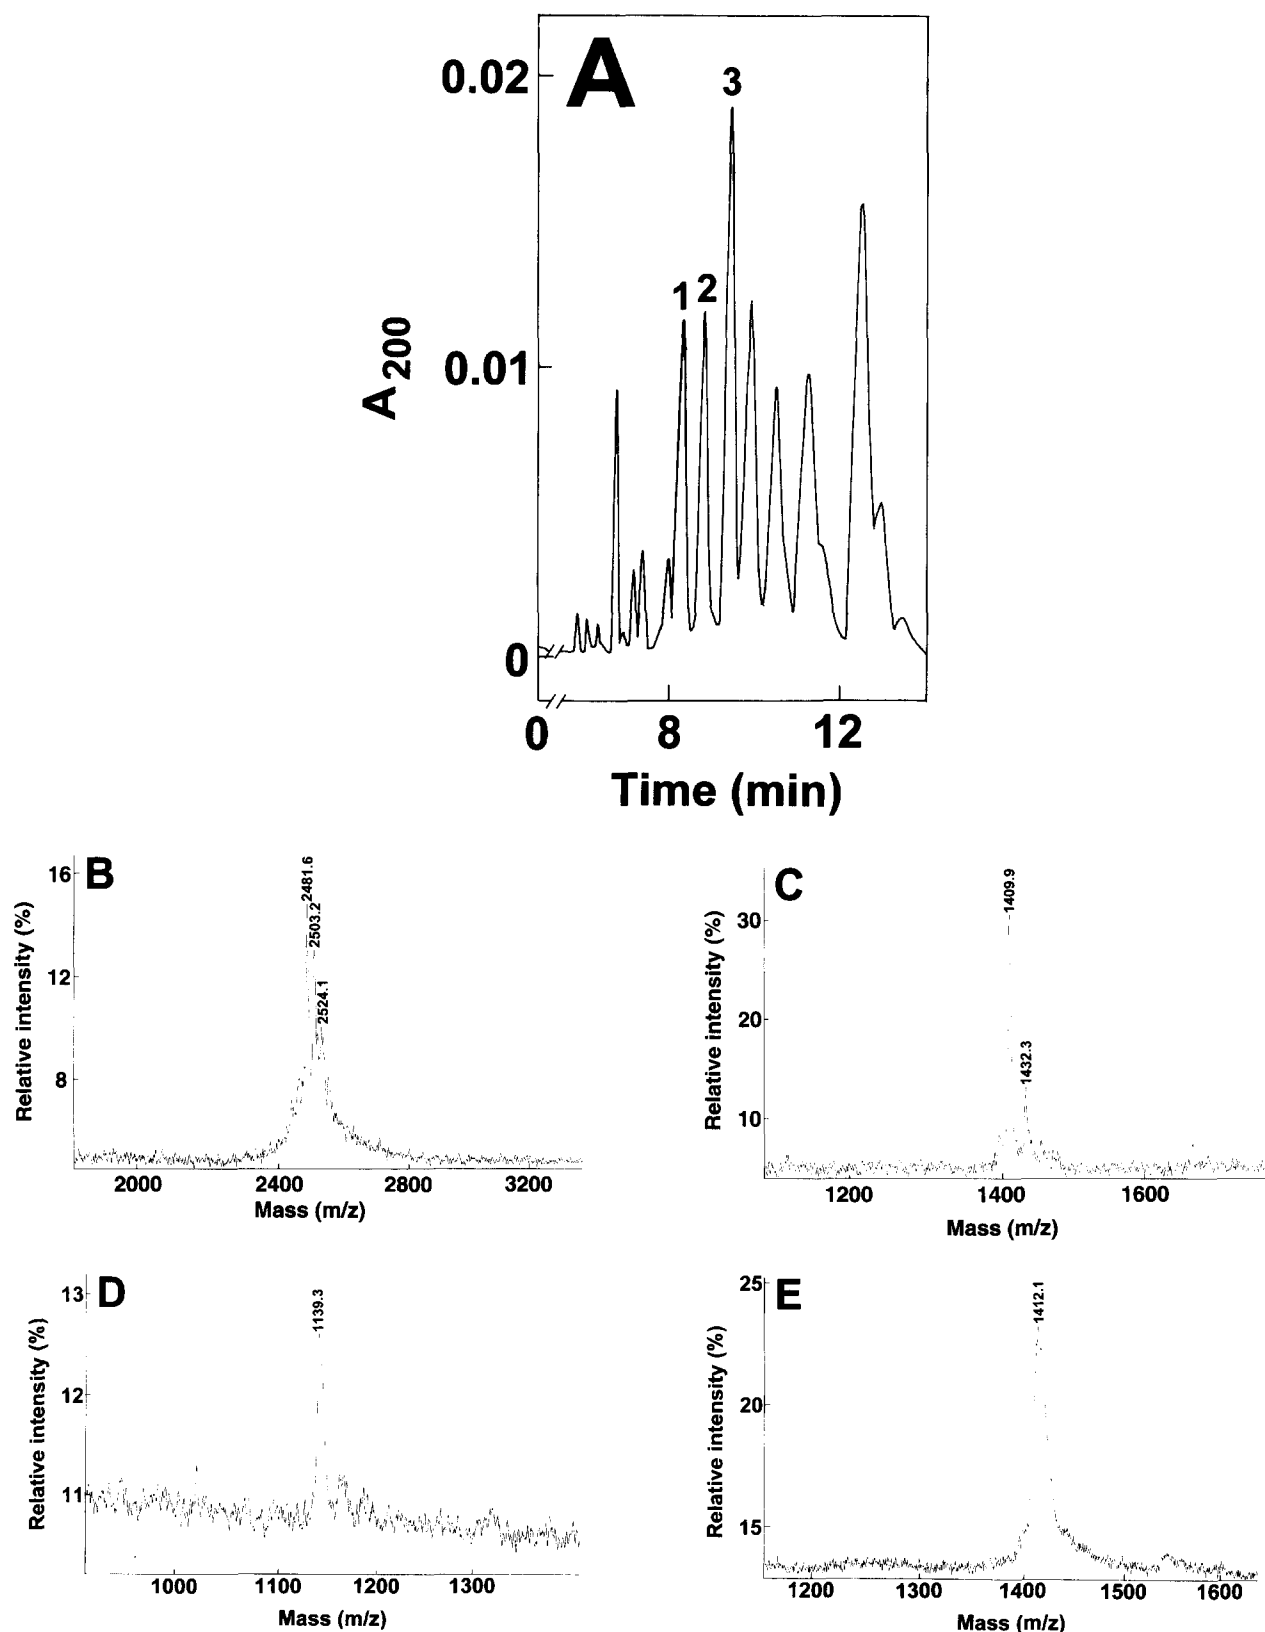 A
0.02
3
1 2
A200
0.01
0
0 8 12
Time (min)
B
16
2481.6
2503.2
2524.1
12
8
Relative intensity (%)
2000 2400 2800 3200
Mass (m/z)
C
1409.9
30
20
1432.3
10
Relative intensity (%)
1200 1400 1600
Mass (m/z)
D
13
1139.3
12
11
Relative intensity (%)
1000 1100 1200 1300
Mass (m/z)
E
25
1412.1
20
15
Relative intensity (%)
1200 1300 1400 1500 1600
Mass (m/z)